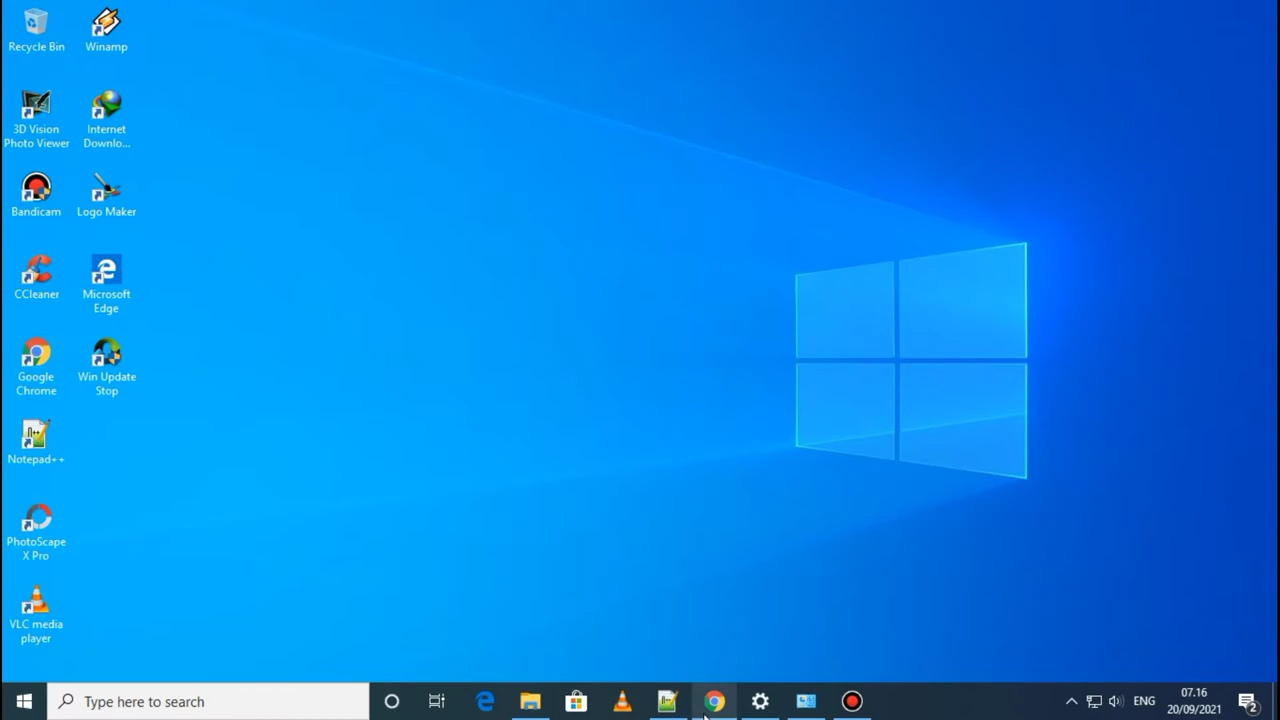 Recycle Bin
Winamp
3D Vision
Photo Viewer
Internet
Downlo...
Bandicam
Logo Maker
CCleaner
Microsoft
Edge
Google
Chrome
Win Update
Stop
Notepad++
PhotoScape
X Pro
VLC media
player
Type here to search
ENG
07.16
20/09/2021
2